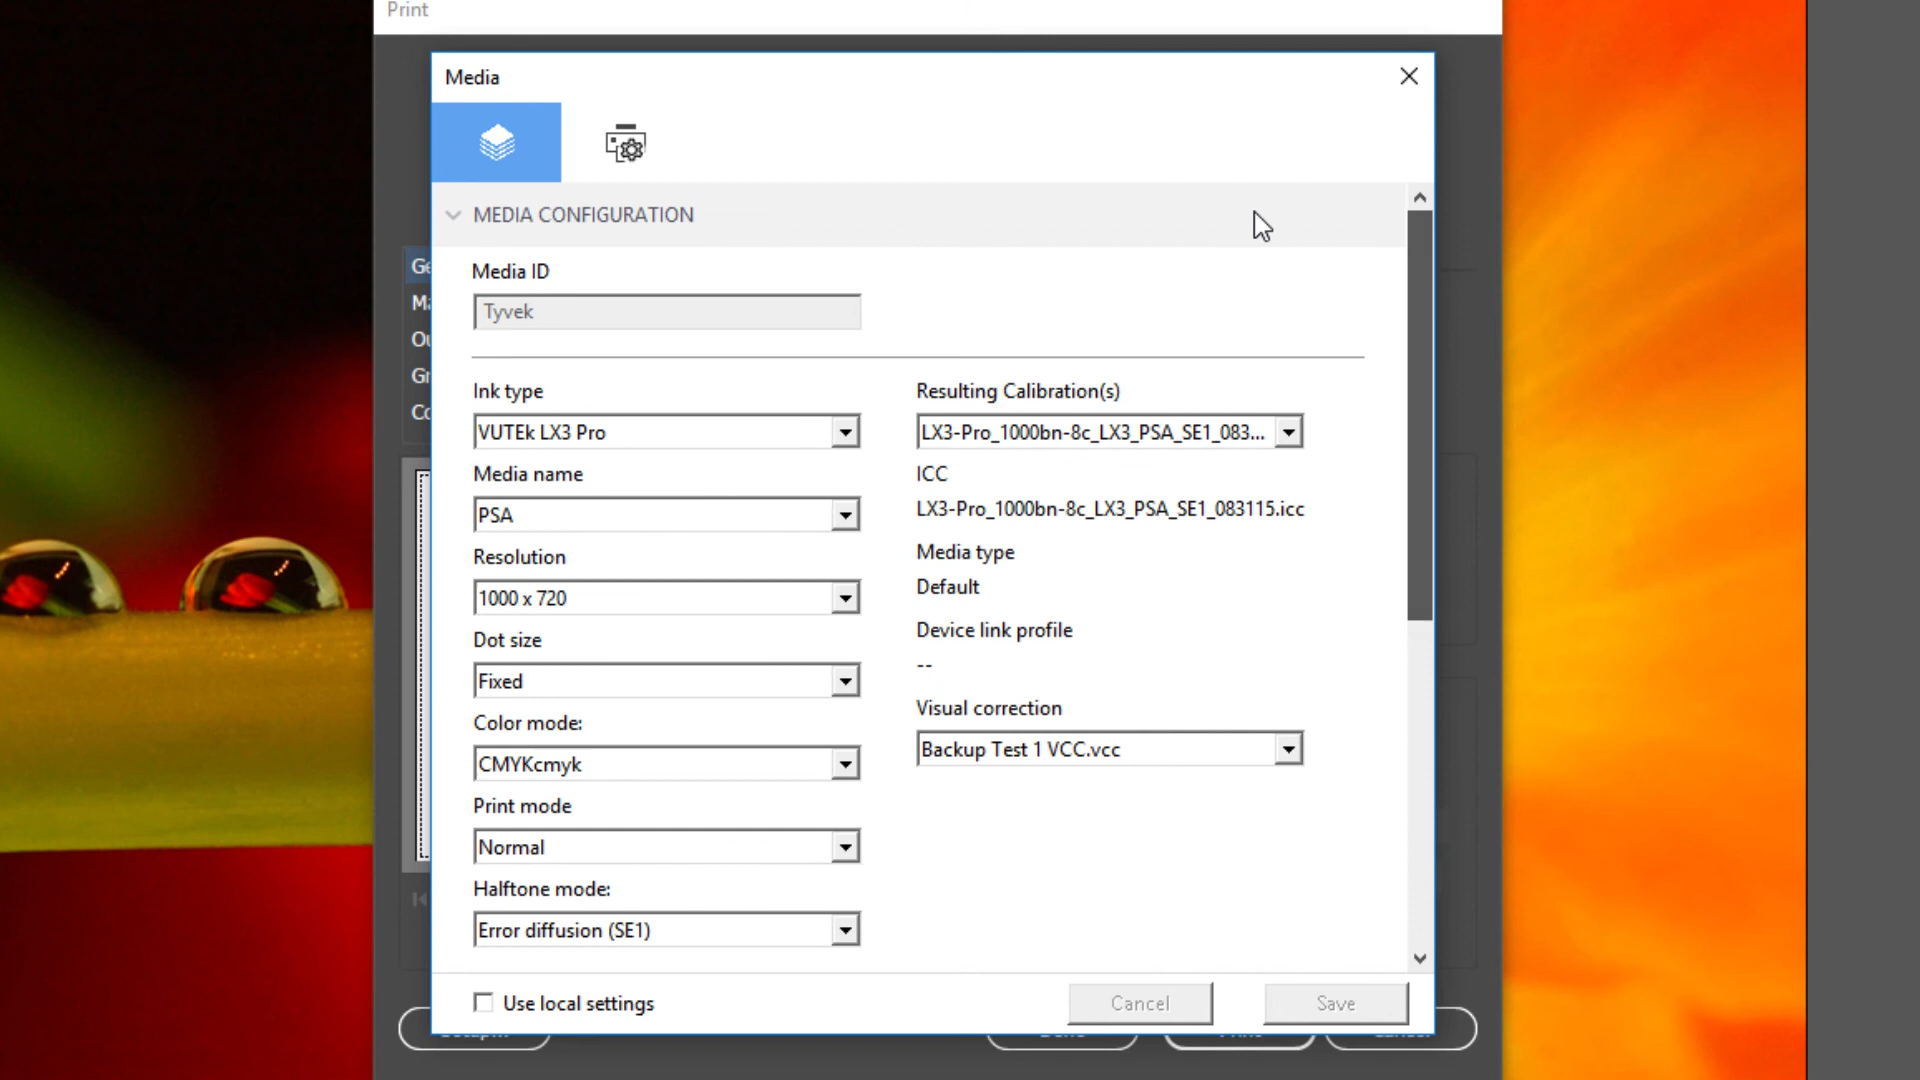 Print
Media
MEDIA CONFIGURATION
Media ID
Tyvek
Ink type
VUTEk LX3 Pro
Media name
PSA
Resolution
1000 x 720
Dot size
Fixed
Color mode:
CMYKcmyk
Print mode
Normal
Halftone mode:
Error diffusion (SE1)
Resulting Calibration(s)
LX3-Pro_1000bn-8c_LX3_PSA_SE1_083...
ICC
LX3-Pro_1000bn-8c_LX3_PSA_SE1_083115.icc
Media type
Default
Device link profile
--
Visual correction
Backup Test 1 VCC.vcc
Use local settings
Cancel
Save